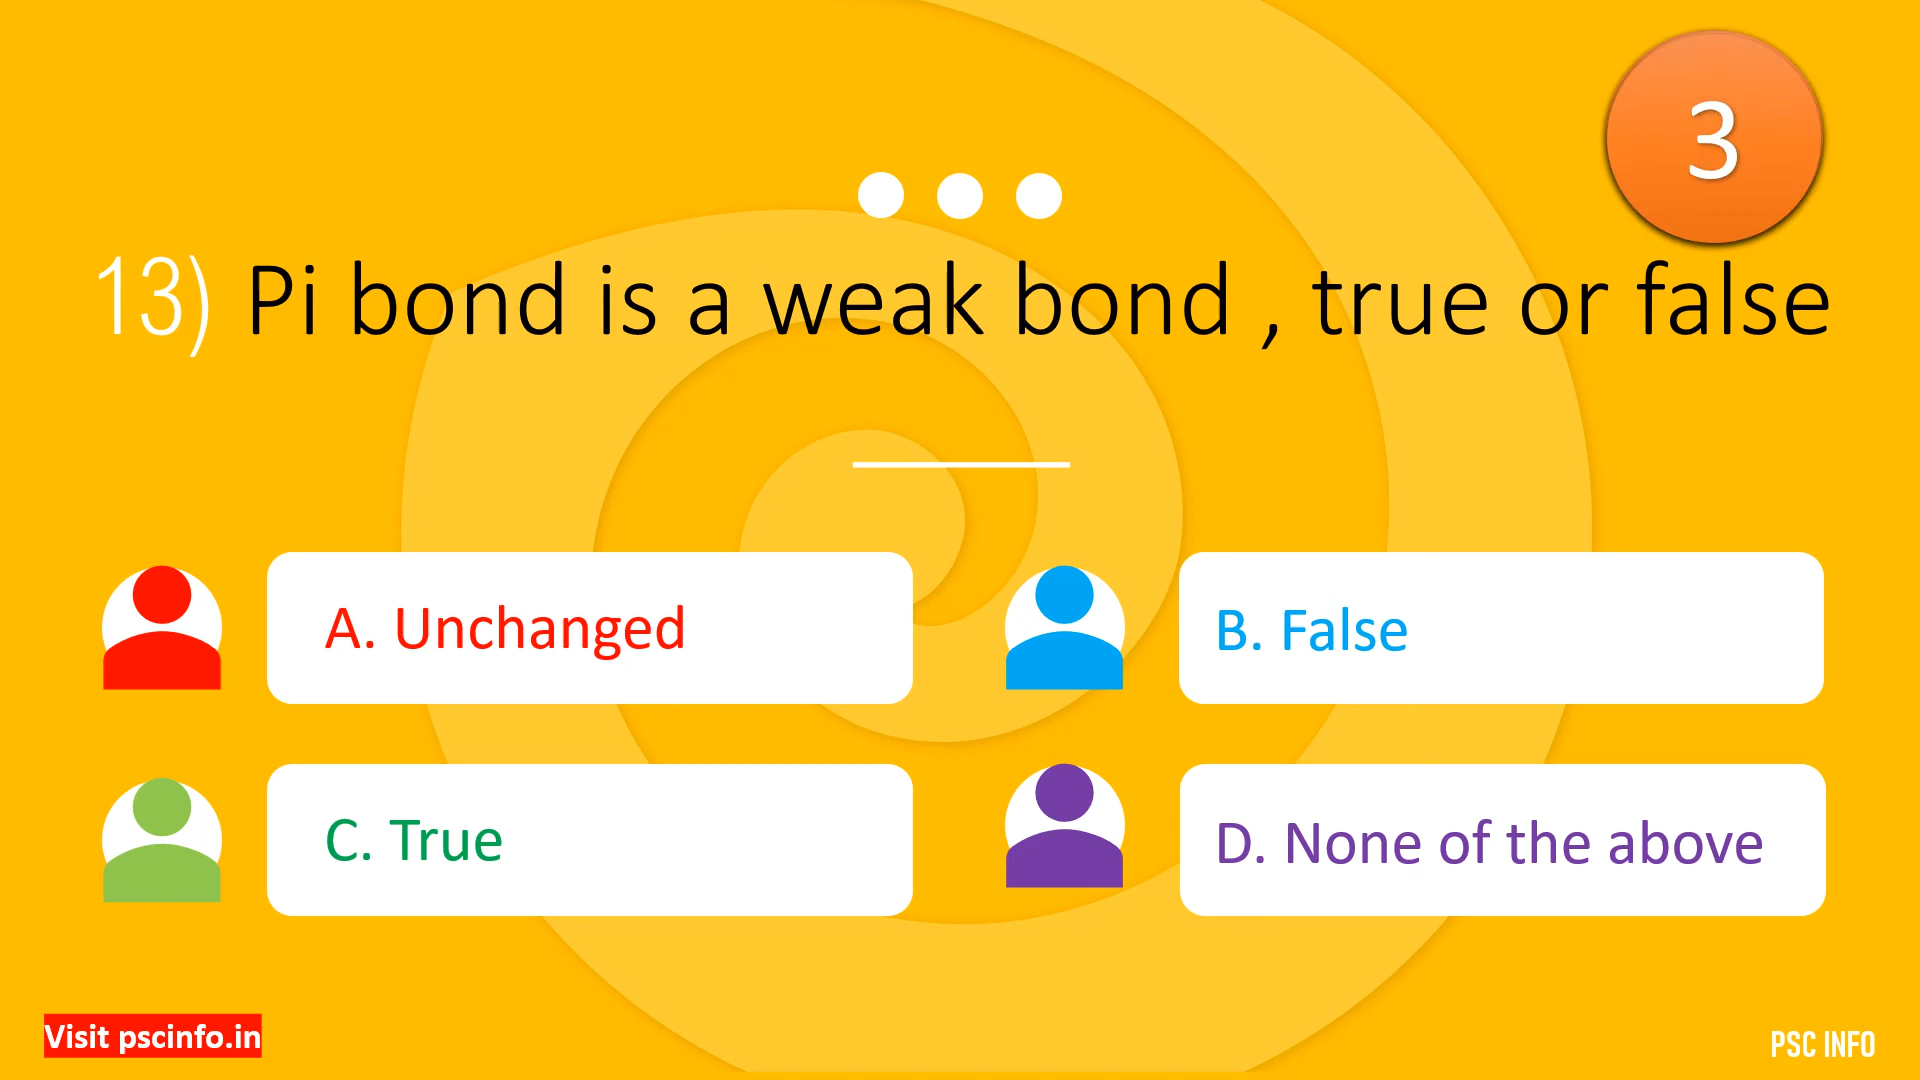 3
13) Pi bond is a weak bond , true or false
A. Unchanged
B. False
C. True
D. None of the above
Visit pscinfo.in
PSC INFO